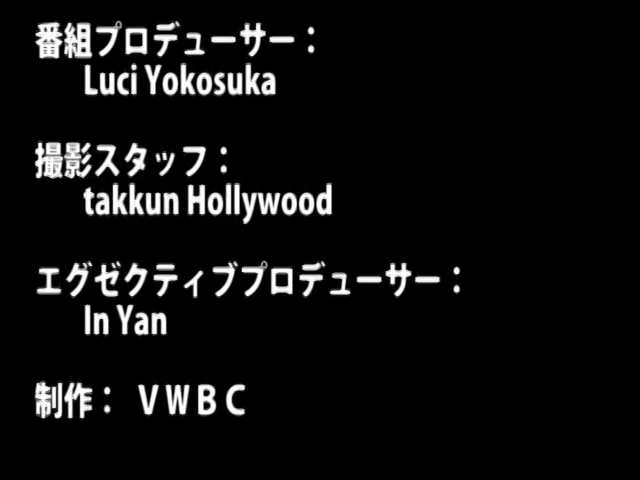 番組プロデューサー：
Luci Yokosuka
撮影スタッフ：
takkun Hollywood
エグゼクティブプロデューサー：
In Yan
制作： ＶＷＢＣ